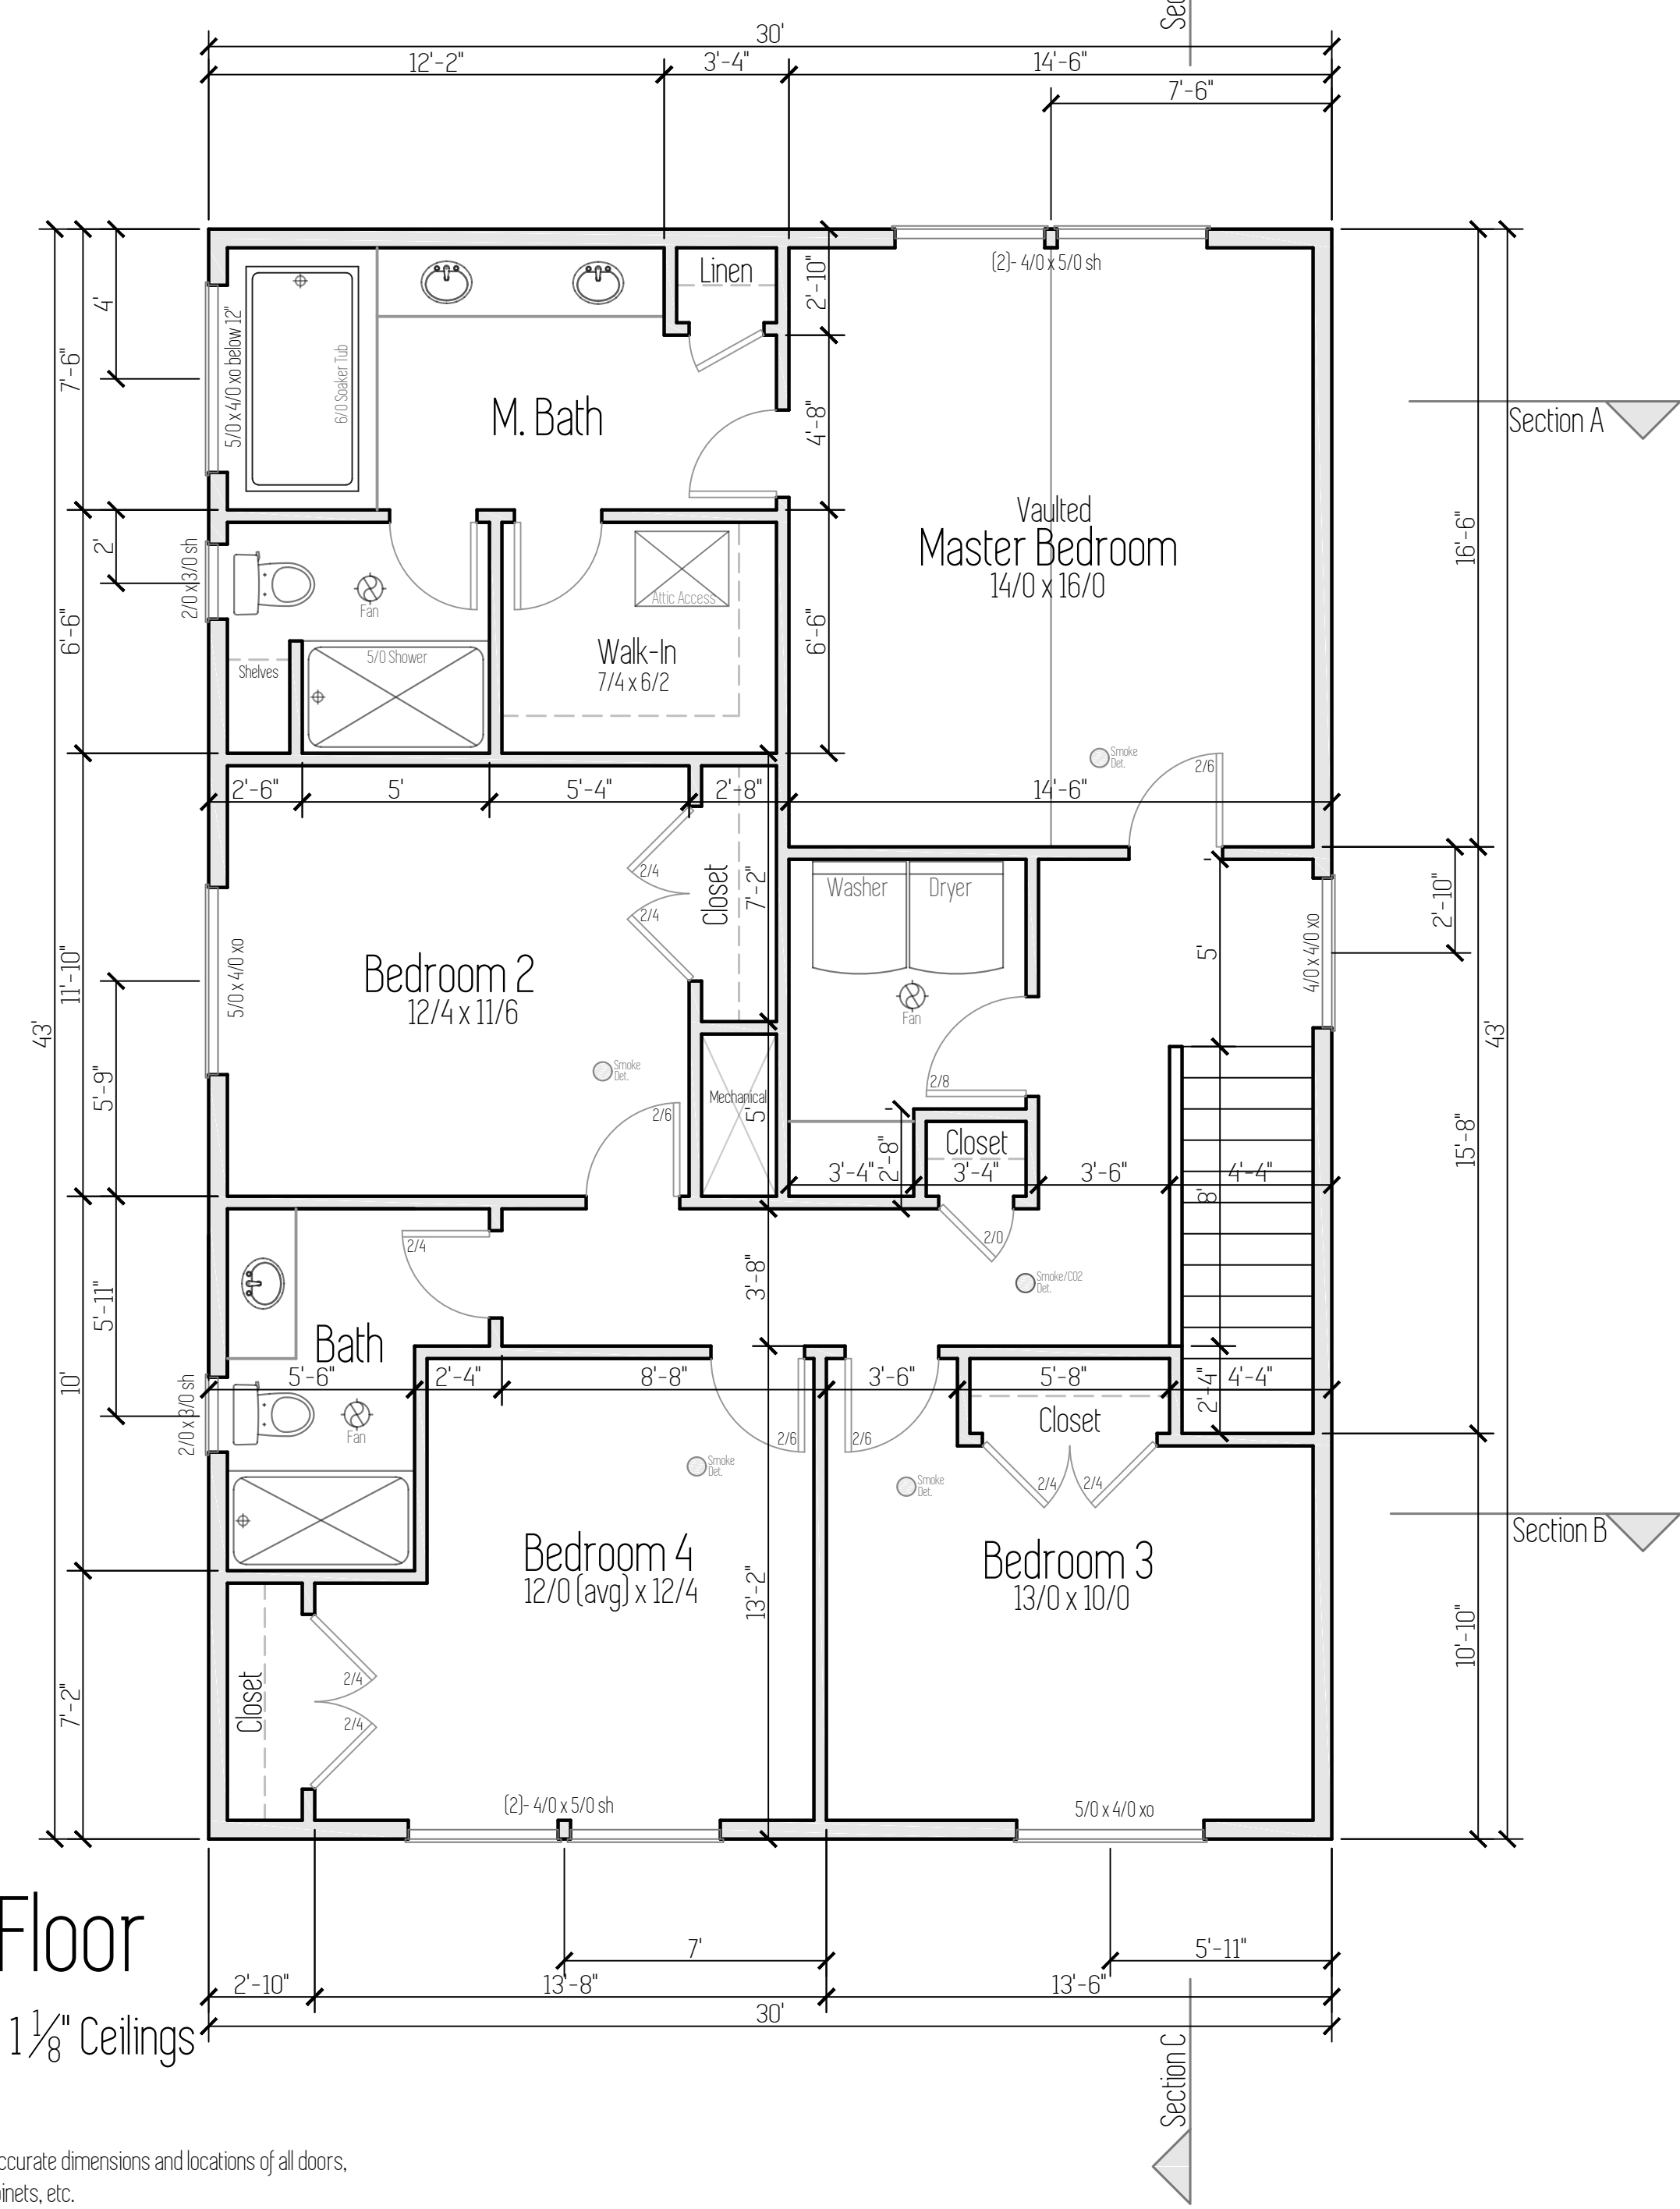 Sec
30'
12'-2"
3'-4"
14'-6"
7'-6"
(2)- 4/0 x 5/0 sh
Linen
2'-10"
4'
5/0 x 4/0 xo below 12"
6/0 Soaker Tub
7'-6"
M. Bath
4'-8"
Section A
Vaulted
Master Bedroom
14/0 x 16/0
16'-6"
2'
2/0 x 3/0 sh
Fan
Attic Access
6'-6"
6'-6"
Shelves
5/0 Shower
Walk-In
7/4 x 6/2
Smoke
Det.
2/6
2'-6"
5'
5'-4"
2'-8"
14'-6"
2/4
2/4
Closet
7'-2"
Washer
Dryer
2'-10"
5'
4/0 x 4/0 xo
Bedroom 2
12/4 x 11/6
5/0 x 4/0 xo
11'-10"
43'
43'
Fan
5'-9"
Smoke
Det.
2/6
Mechanical
5'
2/8
Closet
2'-8"
3'-4"
3'-4"
3'-6"
4'-4"
8'
15'-8"
2/4
2/0
Smoke/CO2
Det.
3'-8"
5'-11"
Bath
5'-6"
2'-4"
8'-8"
3'-6"
5'-8"
4'-4"
2'-4"
10'
2/0 x 3/0 sh
Fan
Closet
2/6
2/6
Smoke
Det.
Smoke
Det.
2/4
2/4
Section B
Bedroom 4
12/0 (avg) x 12/4
Bedroom 3
13/0 x 10/0
13'-2"
10'-10"
7'-2"
Closet
2/4
2/4
(2)- 4/0 x 5/0 sh
5/0 x 4/0 xo
Floor
7'
5'-11"
2'-10"
13'-8"
13'-6"
30'
1 1/8" Ceilings
Section C
ccurate dimensions and locations of all doors,
inets, etc.